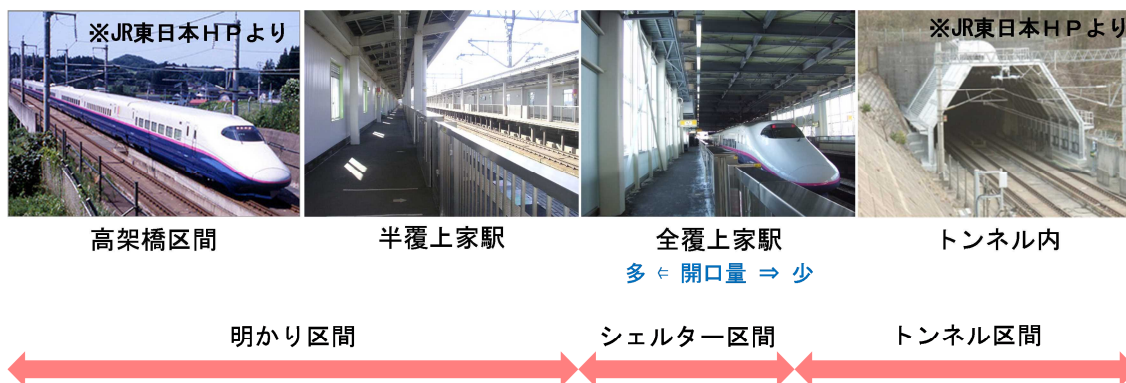 ※JR東日本ＨＰより
※JR東日本ＨＰより
高架橋区間
半覆上家駅
全覆上家駅
トンネル内
多 ⇐ 開口量 ⇒ 少
明かり区間
シェルター区間
トンネル区間